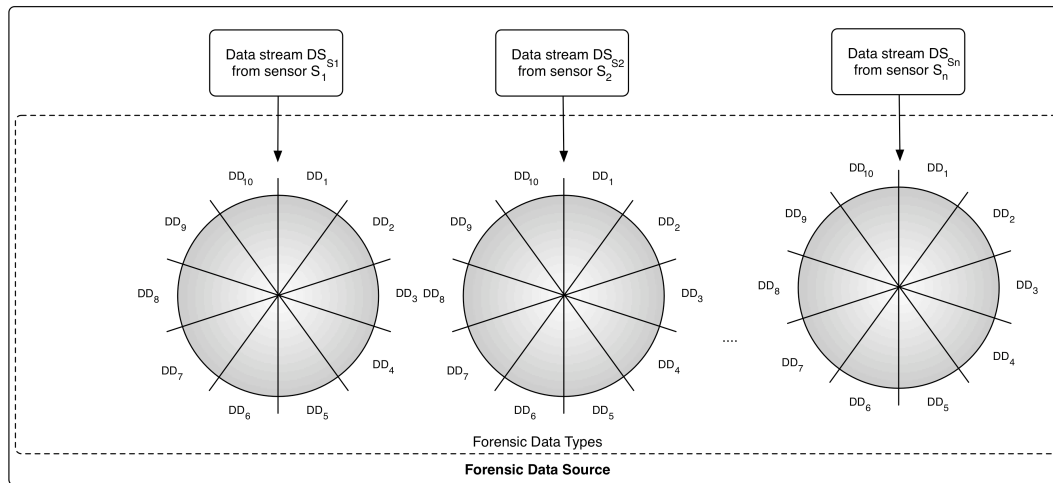 Data stream DS_S1
from sensor S_1
Data stream DS_S2
from sensor S_2
Data stream DS_Sn
from sensor S_n
DD_10 DD_1
DD_9 DD_2
DD_8 DD_3
DD_7 DD_4
DD_6 DD_5
DD_10 DD_1
DD_9 DD_2
DD_8 DD_3
DD_7 DD_4
DD_6 DD_5
....
DD_10 DD_1
DD_9 DD_2
DD_8 DD_3
DD_7 DD_4
DD_6 DD_5
Forensic Data Types
Forensic Data Source